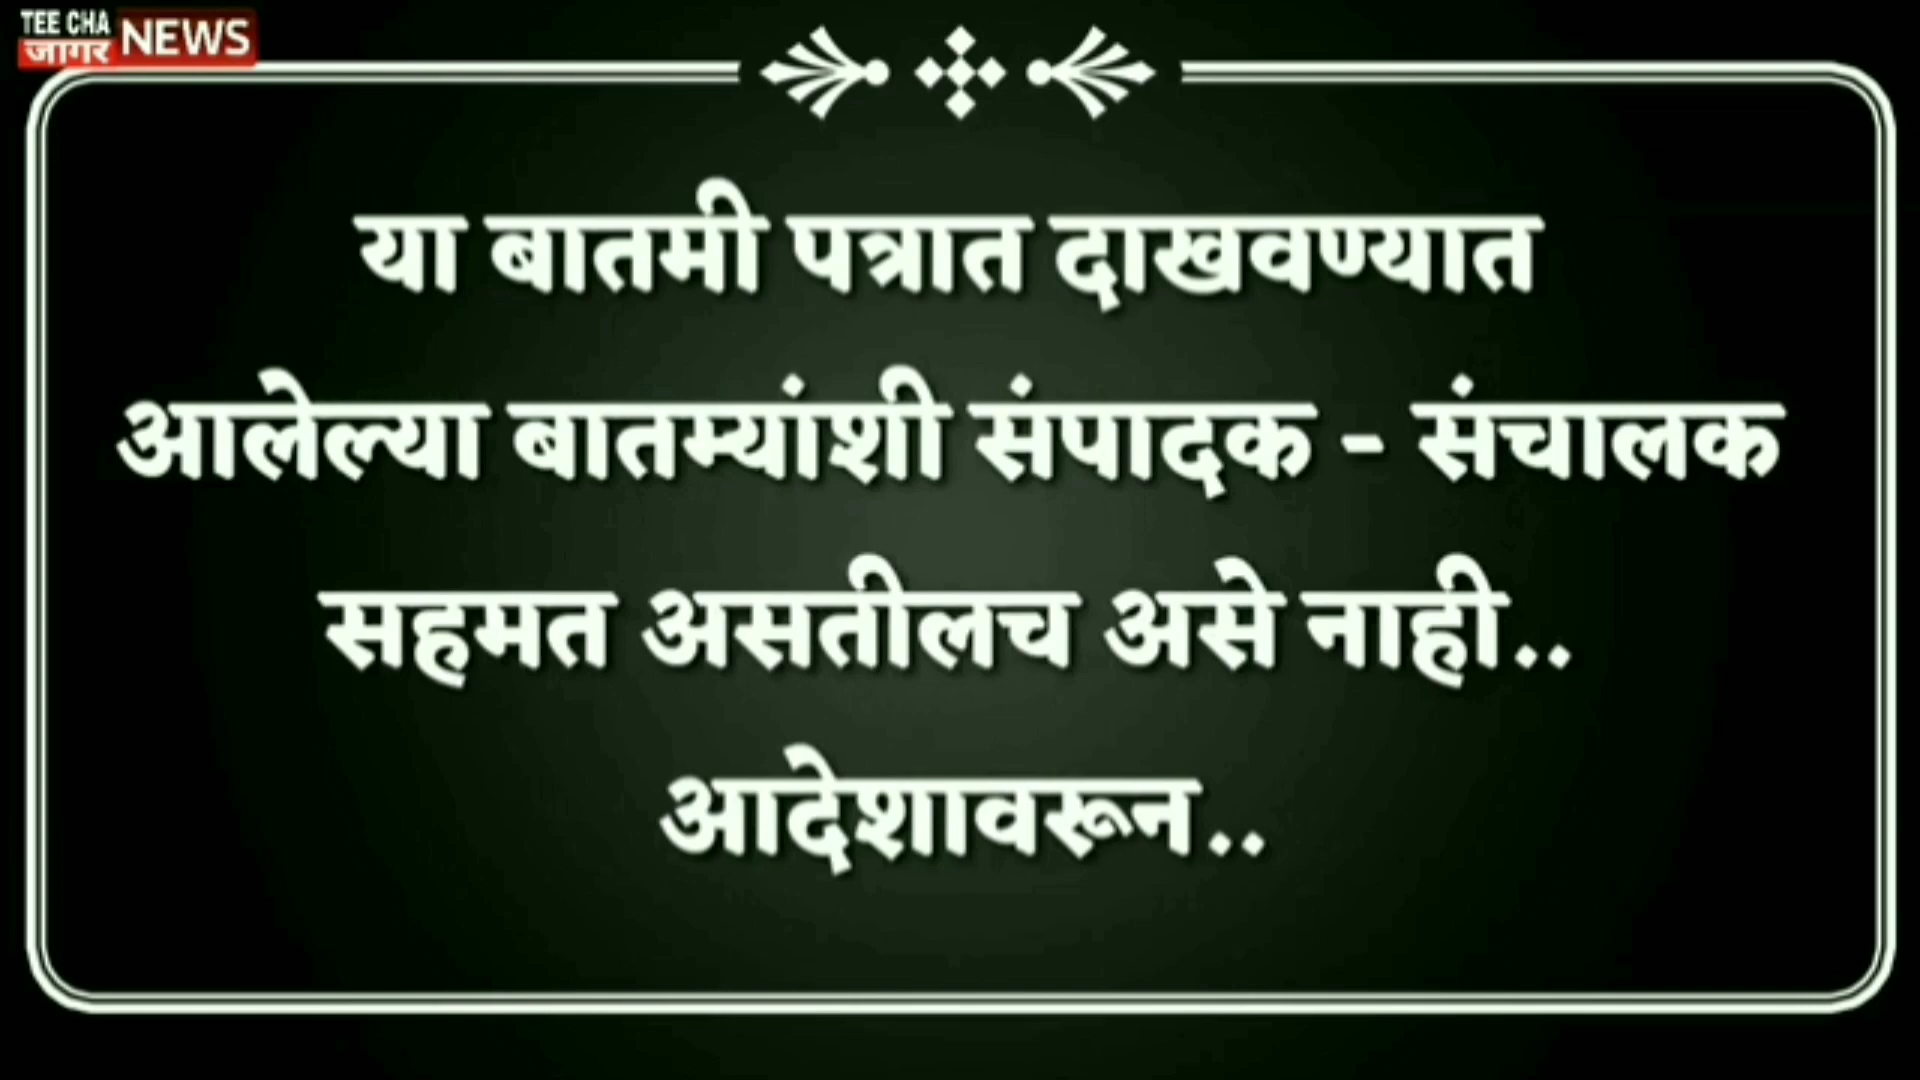 TEE CHA
जागर NEWS
या बातमी पत्रात दाखवण्यात
आलेल्या बातम्यांशी संपादक - संचालक
सहमत असतीलच असे नाही..
आदेशावरून..